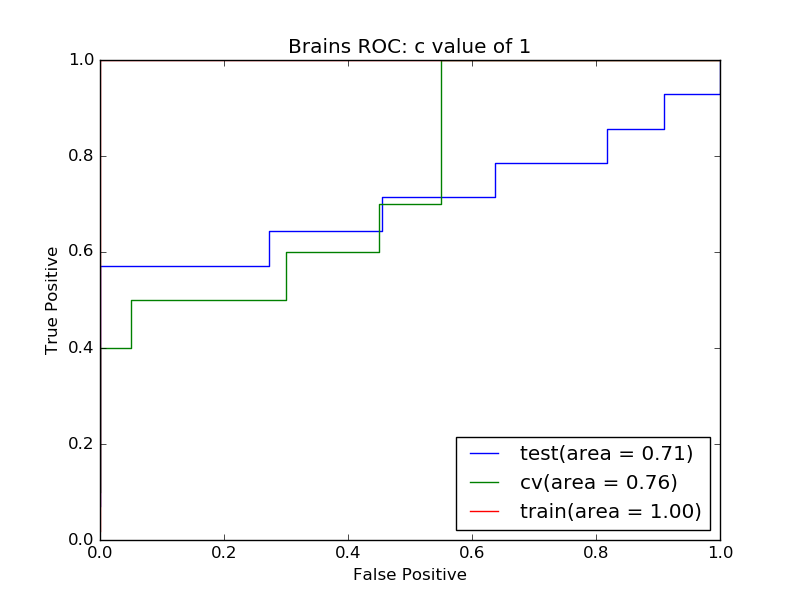 Brains ROC: c value of 1
1.0
0.8
0.6
0.4
0.2
0.0
True Positive
test(area = 0.71)
cv(area = 0.76)
train(area = 1.00)
0.0 0.2 0.4 0.6 0.8 1.0
False Positive